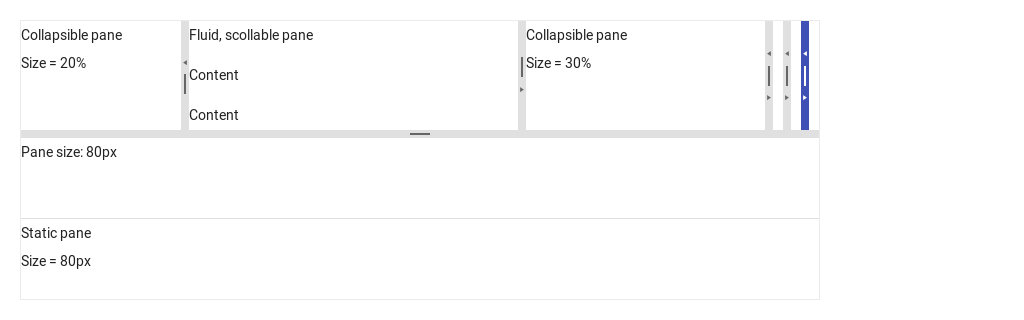 Collapsible pane
Size = 20%
Fluid, scollable pane
Content
Content
Collapsible pane
Size = 30%
Pane size: 80px
Static pane
Size = 80px